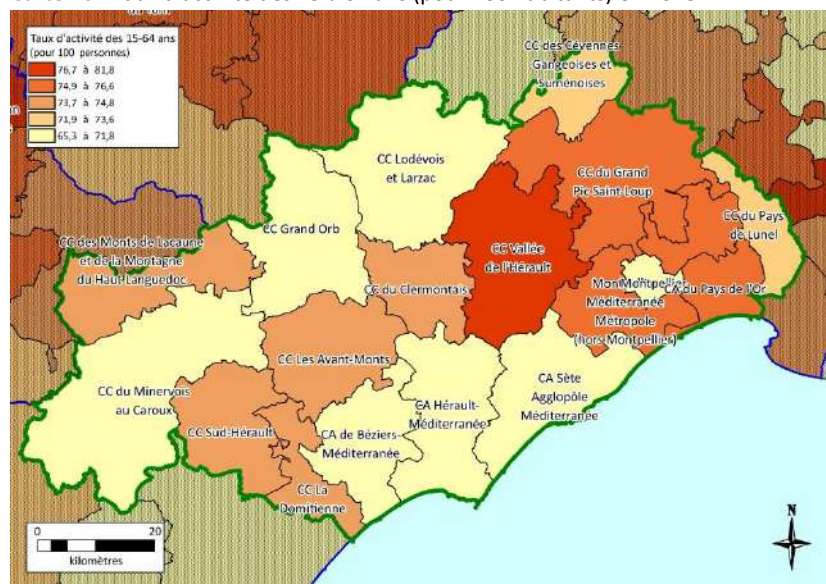 Taux d'activité des 15-64 ans
(pour 100 personnes)
76,7 à 81,8
74,9 à 76,6
73,7 à 74,8
71,9 à 73,6
65,3 à 71,8
CC des Cévennes
Gangeoises et
Suménoises
CC Lodévois
et Larzac
CC du Grand
Pic Saint-Loup
CC du Pays
de Lunel
CC Grand Orb
CC Vallée
de l'Hérault
CC des Monts de Lacaune
et de la Montagne
du Haut Languedoc
CC du Clermontais
Montpellier
Méditerranée
Métropole
(hors Montpellier)
Montpellier
CA du Pays de l'Or
CC Les Avant-Monts
CC du Minervois
au Caroux
CA Sète
Agglopôle
Méditerranée
CA Hérault-
Méditerranée
CC Sud-Hérault
CA de Béziers-
Méditerranée
CC La
Domitienne
0 20
kilomètres
N